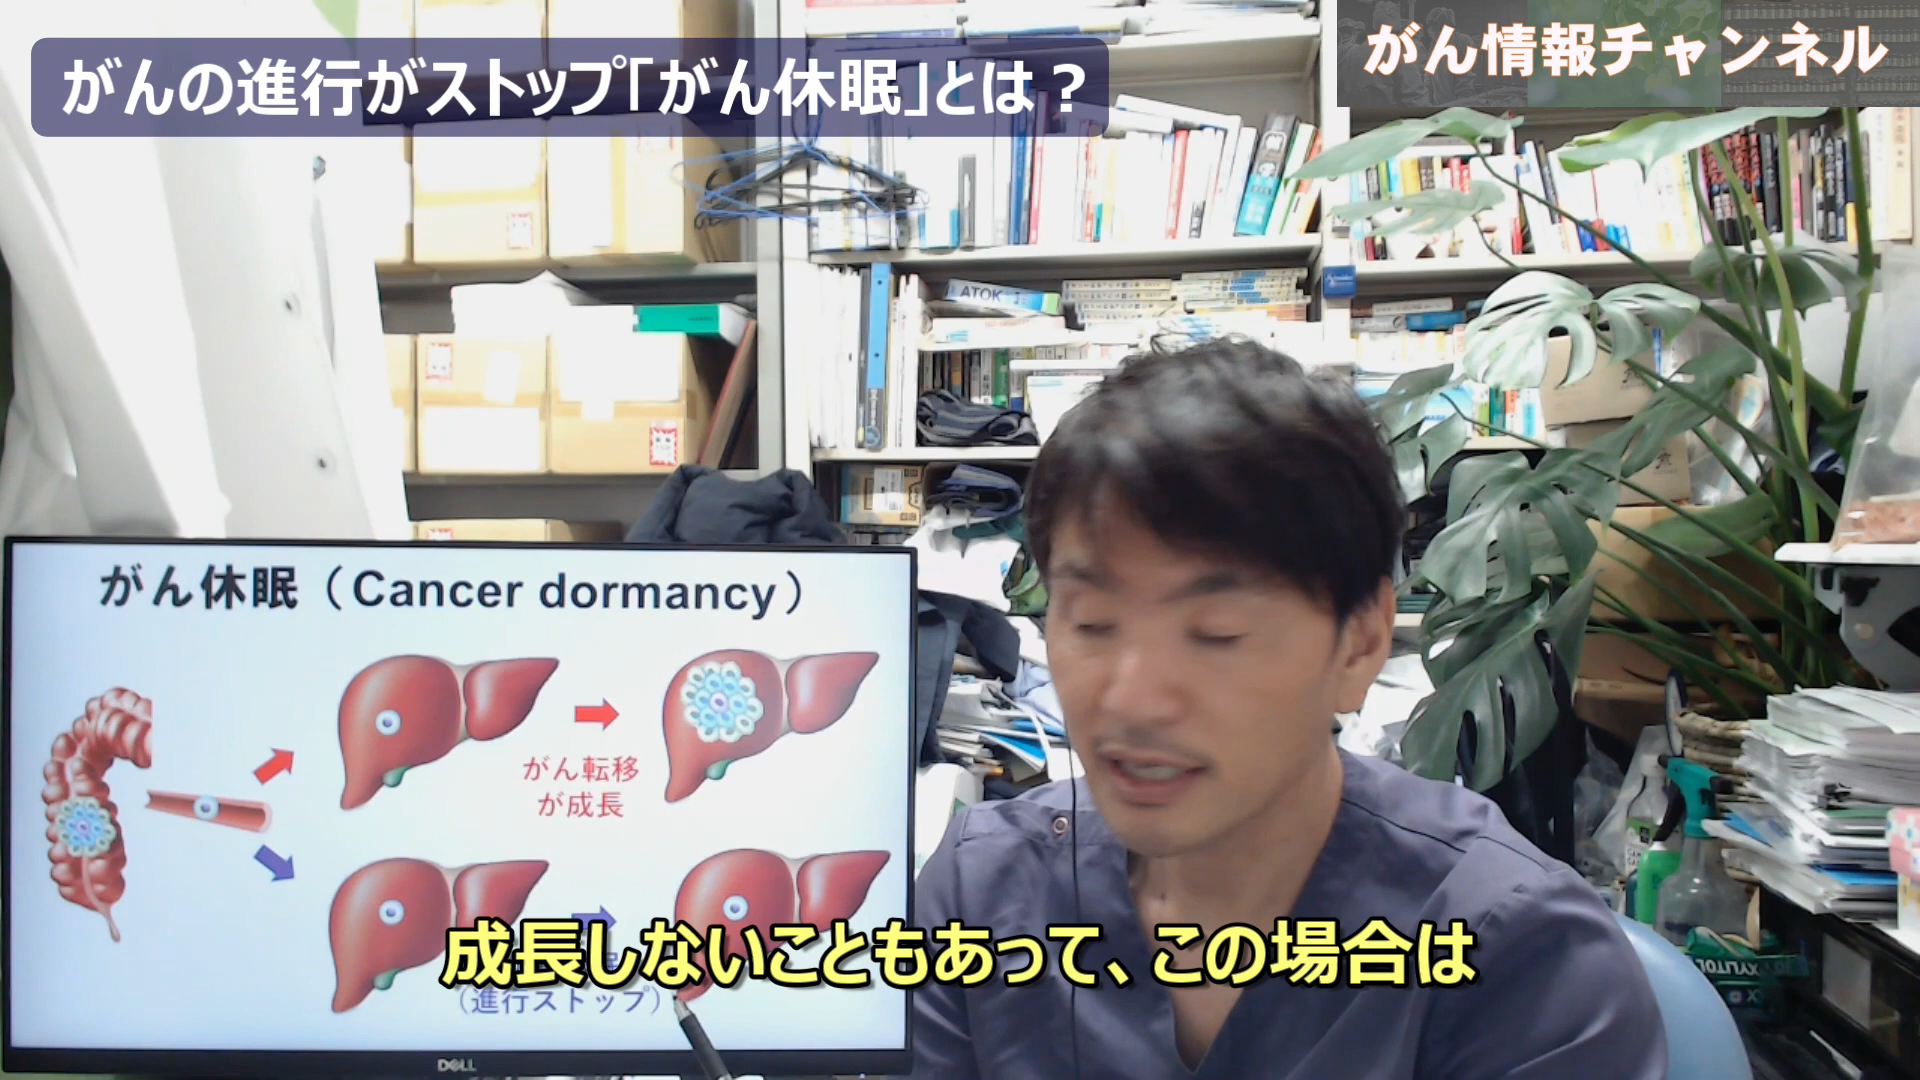 がんの進行がストップ「がん休眠」とは？
がん情報チャンネル
ATOK
がん休眠（Cancer dormancy）
がん転移
が成長
成長しないこともあって、この場合は
（進行ストップ）
DELL
XYLITOL